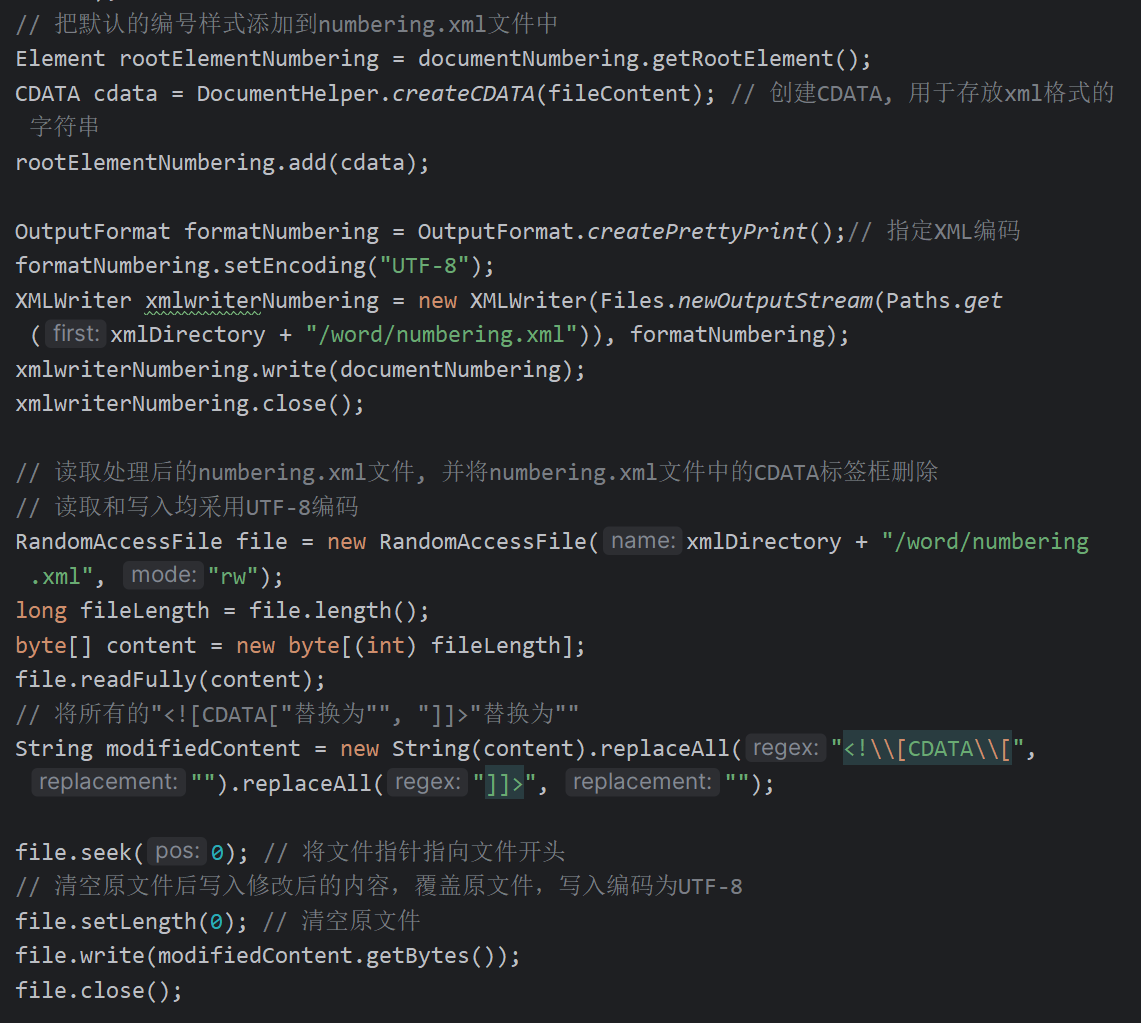 // 把默认的编号样式添加到numbering.xml文件中
Element rootElementNumbering = documentNumbering.getRootElement();
CDATA cdata = DocumentHelper.createCDATA(fileContent); // 创建CDATA, 用于存放xml格式的
字符串
rootElementNumbering.add(cdata);
OutputFormat formatNumbering = OutputFormat.createPrettyPrint();// 指定XML编码
formatNumbering.setEncoding("UTF-8");
XMLWriter xmlwriterNumbering = new XMLWriter(Files.newOutputStream(Paths.get
( first: xmlDirectory + "/word/numbering.xml")), formatNumbering);
xmlwriterNumbering.write(documentNumbering);
xmlwriterNumbering.close();
// 读取处理后的numbering.xml文件, 并将numbering.xml文件中的CDATA标签框删除
// 读取和写入均采用UTF-8编码
RandomAccessFile file = new RandomAccessFile( name: xmlDirectory + "/word/numbering
.xml", mode: "rw");
long fileLength = file.length();
byte[] content = new byte[(int) fileLength];
file.readFully(content);
// 将所有的"<![CDATA["替换为"", "]]>"替换为""
String modifiedContent = new String(content).replaceAll( regex: "<!\\[CDATA\\[",
replacement: "").replaceAll( regex: "]]>", replacement: "");
file.seek( pos: 0); // 将文件指针指向文件开头
// 清空原文件后写入修改后的内容，覆盖原文件，写入编码为UTF-8
file.setLength(0); // 清空原文件
file.write(modifiedContent.getBytes());
file.close();